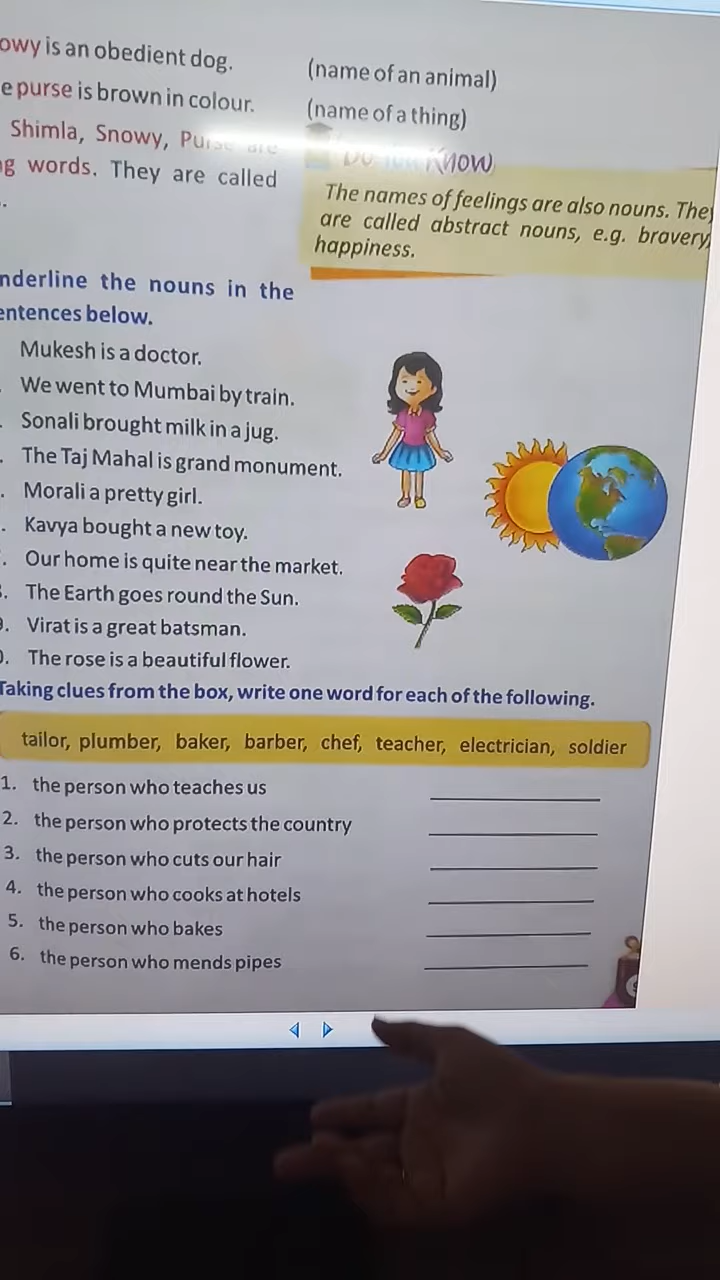 owy is an obedient dog. (name of an animal)
e purse is brown in colour. (name of a thing)
Shimla, Snowy, Purse are
g words. They are called
.
Do You Know
The names of feelings are also nouns. They
are called abstract nouns, e.g. bravery,
happiness.
nderline the nouns in the
entences below.
Mukesh is a doctor.
. We went to Mumbai by train.
. Sonali brought milk in a jug.
. The Taj Mahal is grand monument.
. Morali a pretty girl.
. Kavya bought a new toy.
. Our home is quite near the market.
. The Earth goes round the Sun.
. Virat is a great batsman.
. The rose is a beautiful flower.
Taking clues from the box, write one word for each of the following.
tailor, plumber, baker, barber, chef, teacher, electrician, soldier
1. the person who teaches us
2. the person who protects the country
3. the person who cuts our hair
4. the person who cooks at hotels
5. the person who bakes
6. the person who mends pipes